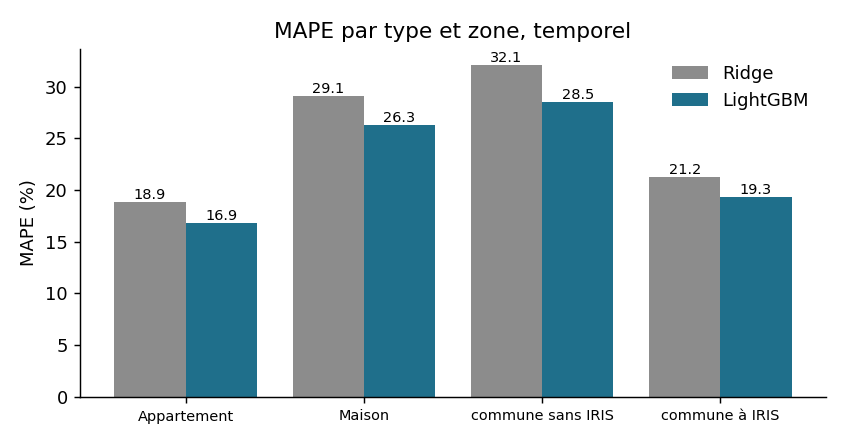 MAPE par type et zone, temporel
MAPE (%)
30
25
20
15
10
5
0
18.9
16.9
29.1
26.3
32.1
28.5
21.2
19.3
Ridge
LightGBM
Appartement
Maison
commune sans IRIS
commune à IRIS